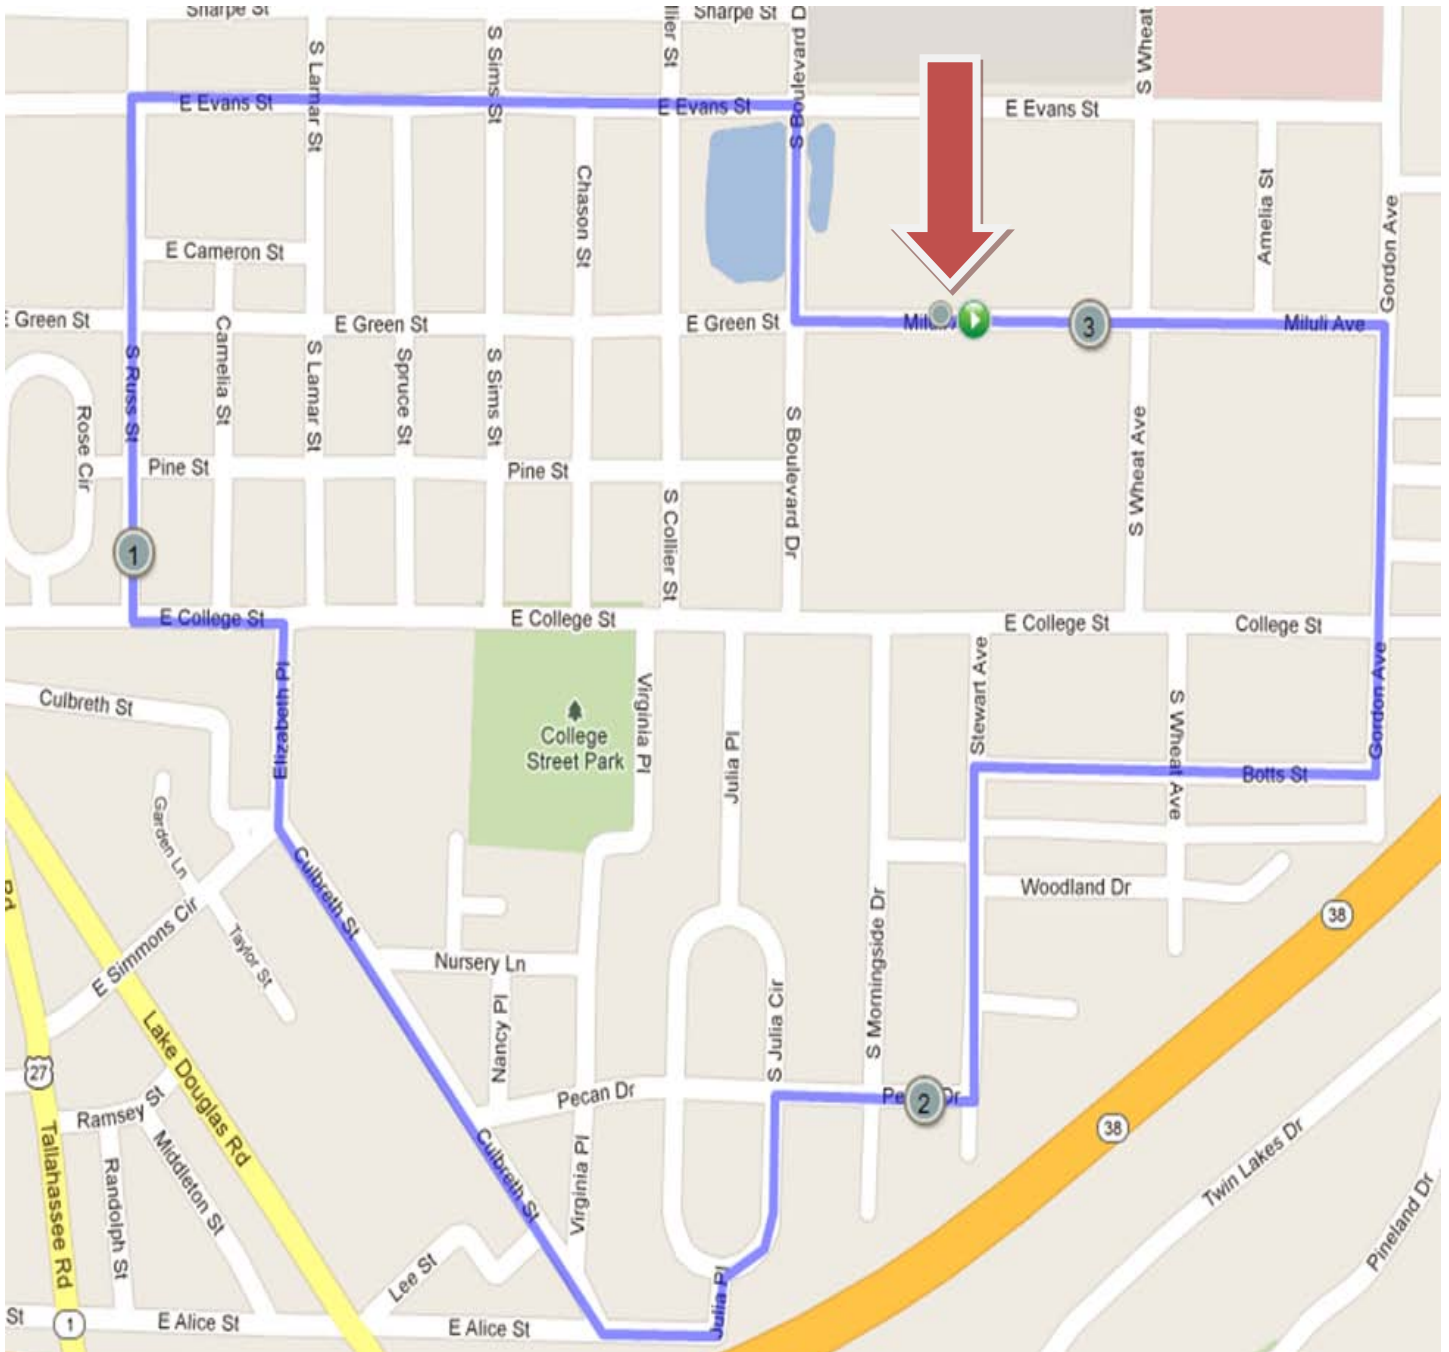 Sharpe St
Sharpe St
S Lamar St
S Sims St
llier St
S Boulevard D
S Wheat
E Evans St
E Evans St
E Evans St
Chason St
Amelia St
Gordon Ave
E Cameron St
E Green St
E Green St
E Green St
Miluli Ave
3
S Russ St
Camelia St
S Lamar St
Spruce St
S Sims St
Rose Cir
S Boulevard Dr
S Wheat Ave
Pine St
Pine St
S Collier St
1
E College St
E College St
E College St
College St
Culbreth St
Elizabeth Pl
College
Street Park
Virginia Pl
Julia Pl
Stewart Ave
S Wheat Ave
Gordon Ave
Botts St
Garden Ln
Culbreth St
Woodland Dr
38
Rd
E Simmons Cir
Taylor St
Nursery Ln
Nancy Pl
S Julia Cir
S Morningside Dr
Lake Douglas Rd
27
Pecan Dr
2
38
Ramsey St
Middleton St
Randolph St
Tallahassee Rd
Culbreth St
Virginia Pl
Twin Lakes Dr
Pineland Dr
Lee St
Julia Pl
St
1
E Alice St
E Alice St